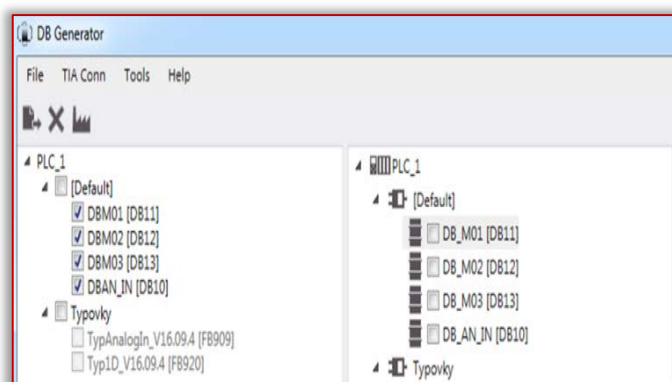 DB Generator
File TIA Conn Tools Help
PLC_1
[Default]
DBM01 [DB11]
DBM02 [DB12]
DBM03 [DB13]
DBAN_IN [DB10]
Typovky
TypAnalogIn_V16.09.4 [FB909]
Typ1D_V16.09.4 [FB920]
PLC_1
[Default]
DB_M01 [DB11]
DB_M02 [DB12]
DB_M03 [DB13]
DB_AN_IN [DB10]
Typovky